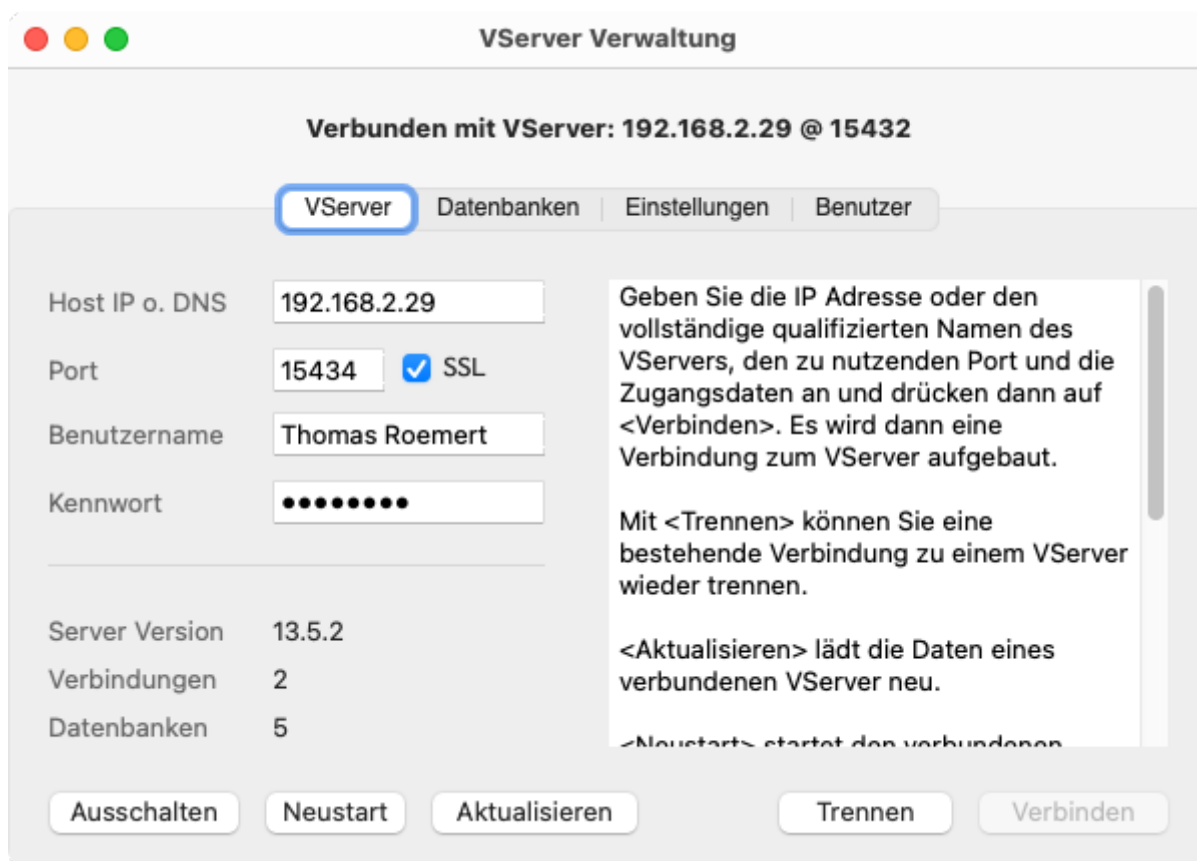 VServer Verwaltung
Verbunden mit VServer: 192.168.2.29 @ 15432
VServer Datenbanken Einstellungen Benutzer
Host IP o. DNS 192.168.2.29
Port 15434 SSL
Benutzername Thomas Roemert
Kennwort ••••••••
Server Version 13.5.2
Verbindungen 2
Datenbanken 5
Geben Sie die IP Adresse oder den
vollständige qualifizierten Namen des
VServers, den zu nutzenden Port und die
Zugangsdaten an und drücken dann auf
<Verbinden>. Es wird dann eine
Verbindung zum VServer aufgebaut.
Mit <Trennen> können Sie eine
bestehende Verbindung zu einem VServer
wieder trennen.
<Aktualisieren> lädt die Daten eines
verbundenen VServer neu.
<Neustart> startet den verbundenen
Ausschalten Neustart Aktualisieren Trennen Verbinden